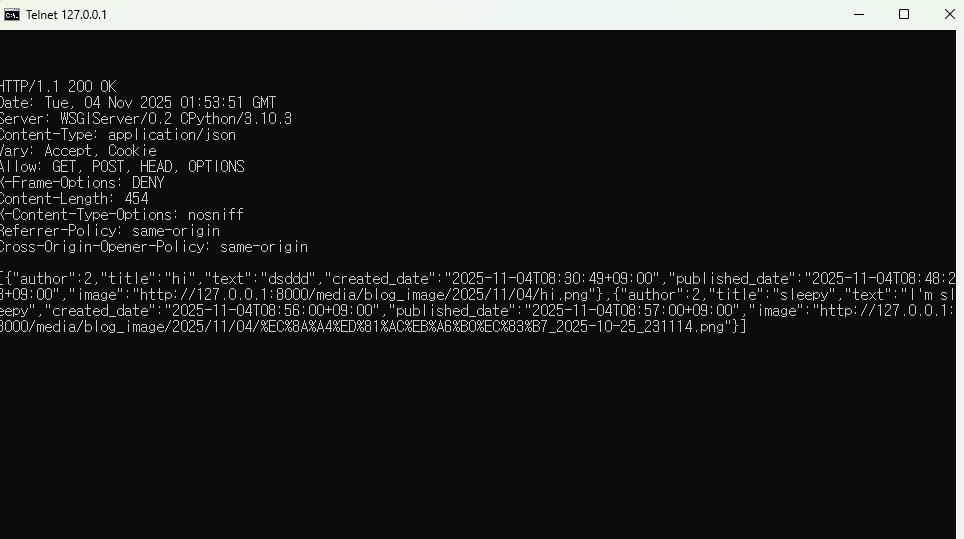 Telnet 127.0.0.1
HTTP/1.1 200 OK
Date: Tue, 04 Nov 2025 01:53:51 GMT
Server: WSGIServer/0.2 CPython/3.10.3
Content-Type: application/json
Vary: Accept, Cookie
Allow: GET, POST, HEAD, OPTIONS
X-Frame-Options: DENY
Content-Length: 454
X-Content-Type-Options: nosniff
Referrer-Policy: same-origin
Cross-Origin-Opener-Policy: same-origin
[{"author":2,"title":"hi","text":"dsddd","created_date":"2025-11-04T08:30:49+09:00","published_date":"2025-11-04T08:48:2
3+09:00","image":"http://127.0.0.1:8000/media/blog_image/2025/11/04/hi.png"},{"author":2,"title":"sleepy","text":"I'm sl
eepy","created_date":"2025-11-04T08:56:00+09:00","published_date":"2025-11-04T08:57:00+09:00","image":"http://127.0.0.1:
8000/media/blog_image/2025/11/04/%EC%8A%A4%ED%81%AC%EB%A6%B0%EC%83%B7_2025-10-25_231114.png"}]